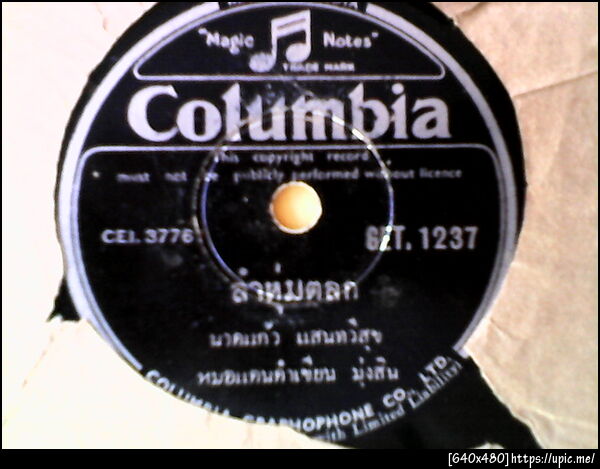 "Magic Notes"
TRADE MARK
Columbia
This copyright record
must not be publicly performed without licence
CEI. 3776
GET. 1237
ลำทุ่มตลก
นาคแก้ว แสนทวีสุข
หมอแคนคำเขียน มุ่งสิน
COLUMBIA GRAPHOPHONE CO., LTD.
(with Limited Liability)
[640x480]https://upic.me/